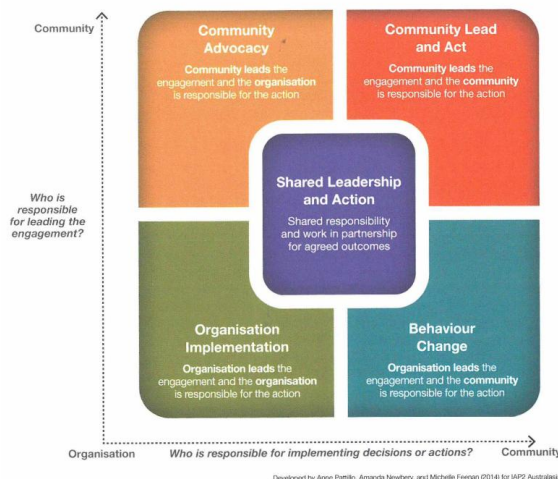 Community
Community
Advocacy
Community leads the
engagement and the organisation
is responsible for the action
Community Lead
and Act
Community leads the
engagement and the community
is responsible for the action
Who is
responsible
for leading the
engagement?
Shared Leadership
and Action
Shared responsibility
and work in partnership
for agreed outcomes
Organisation
Implementation
Organisation leads the
engagement and the organisation
is responsible for the action
Behaviour
Change
Organisation leads the
engagement and the community
is responsible for the action
Organisation
Who is responsible for implementing decisions or actions?
Community
Developed by Anne Pattillo, Amanda Newbery, and Michelle Feenan (2014) for IAP2 Australasia